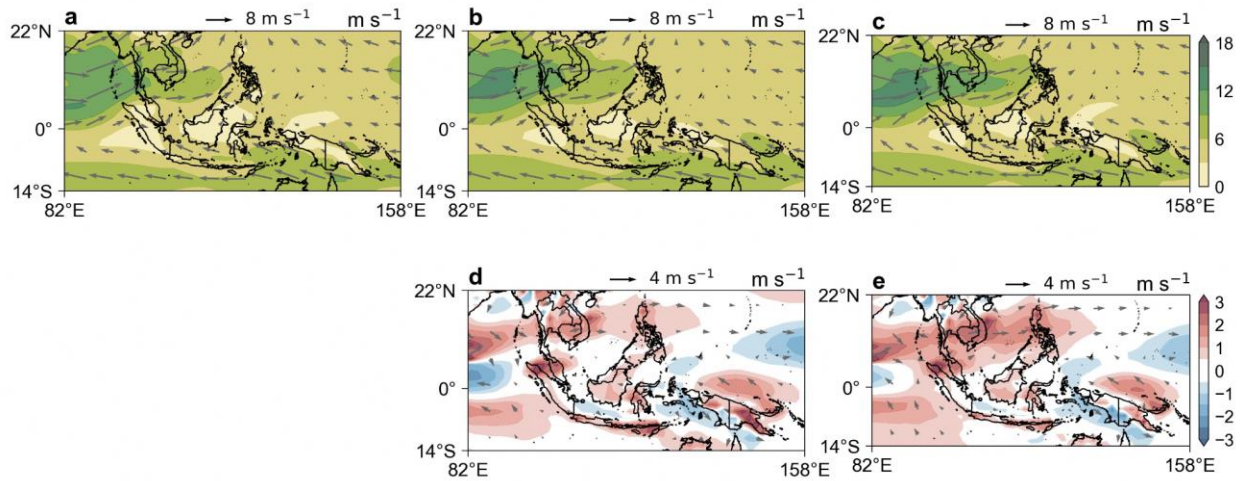 a → 8 m s⁻¹ m s⁻¹
22°N
0°
14°S
82°E 158°E
b → 8 m s⁻¹ m s⁻¹
22°N
0°
14°S
82°E 158°E
c → 8 m s⁻¹ m s⁻¹
22°N
0°
14°S
82°E 158°E
18
12
6
0
d → 4 m s⁻¹ m s⁻¹
22°N
0°
14°S
82°E 158°E
e → 4 m s⁻¹ m s⁻¹
22°N
0°
14°S
82°E 158°E
3
2
1
0
−1
−2
−3